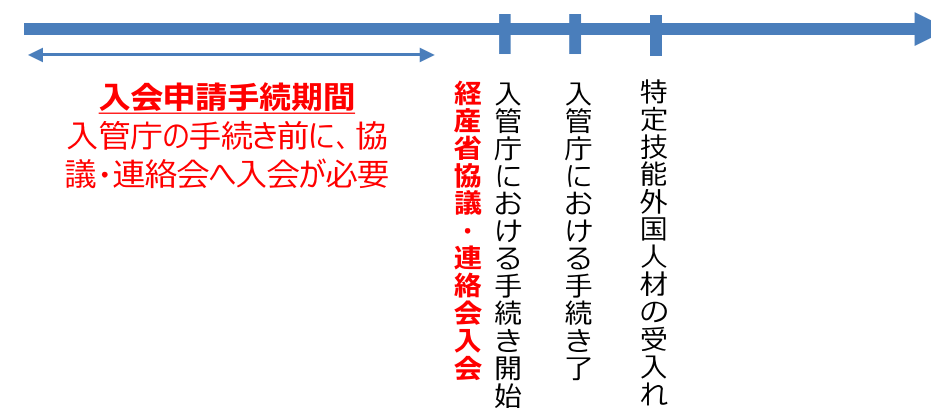 入会申請手続期間
入管庁の手続き前に、協
議・連絡会へ入会が必要
経産省協議・連絡会入会
入管庁における手続き開始
入管庁における手続き了
特定技能外国人材の受入れ